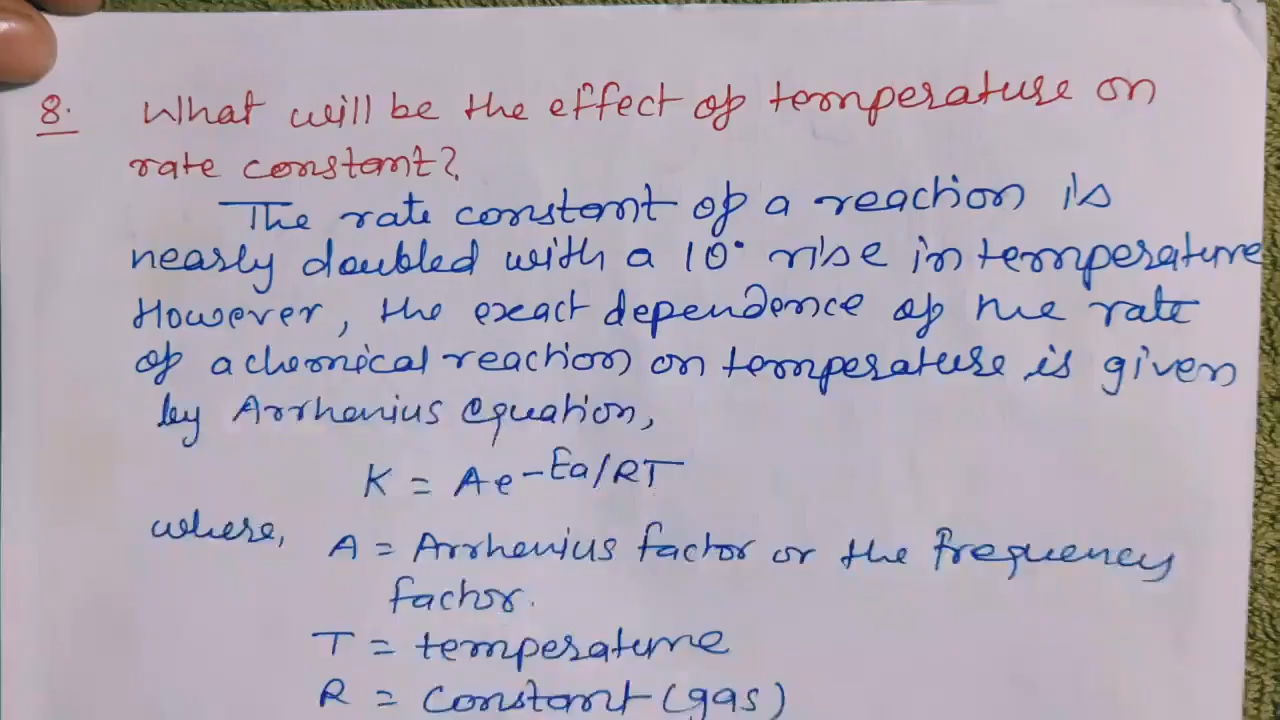 8. What will be the effect of temperature on
rate constant?
The rate constant of a reaction is
nearly doubled with a 10° rise in temperature
However, the exact dependence of the rate
of a chemical reaction on temperature is given
by Arrhenius equation,
K = Ae-Ea/RT
where, A = Arrhenius factor or the frequency
factor.
T = temperature
R = Constant (gas)